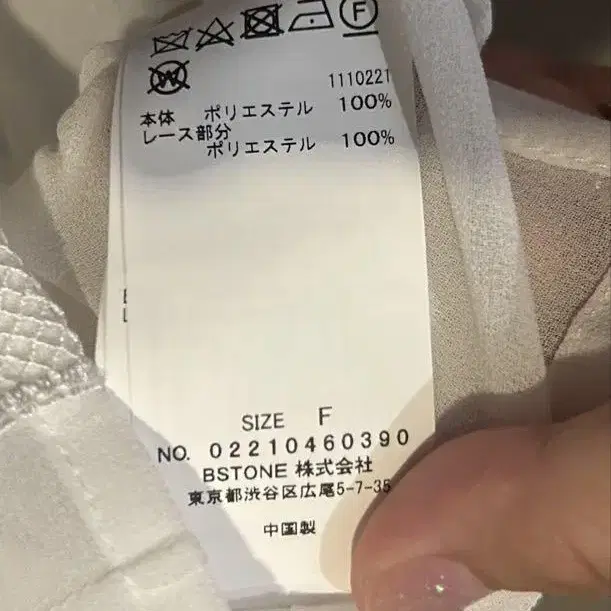 F
W
1110221
本体 ポリエステル 100%
レース部分
ポリエステル 100%
SIZE F
NO. 02210460390
BSTONE 株式会社
東京都渋谷区広尾5-7-35
中国製